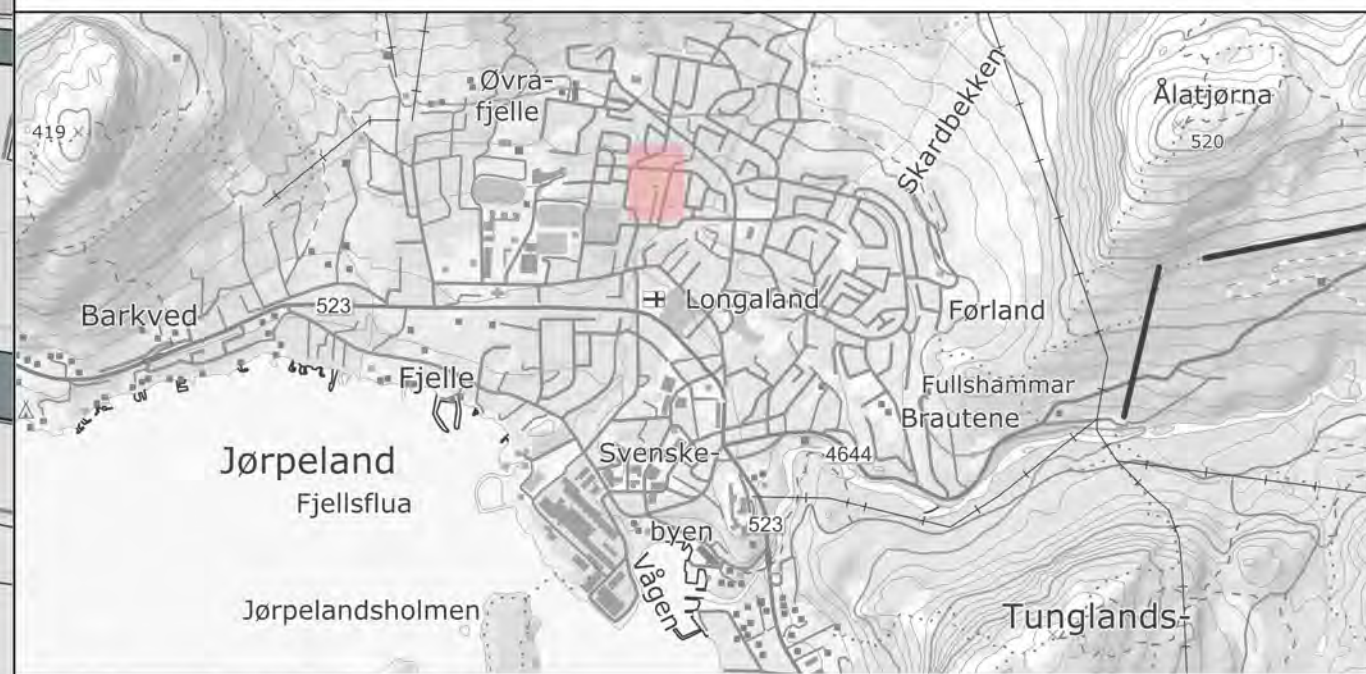 Øvra-
fjelle
Skardbekken
Ålatjørna
520
419
Barkved
523
Longaland
Førland
Fjelle
Fullshammar
Brautene
Jørpeland
Svenske-
4644
Fjellsflua
byen
523
Vågen
Jørpelandsholmen
Tunglands-